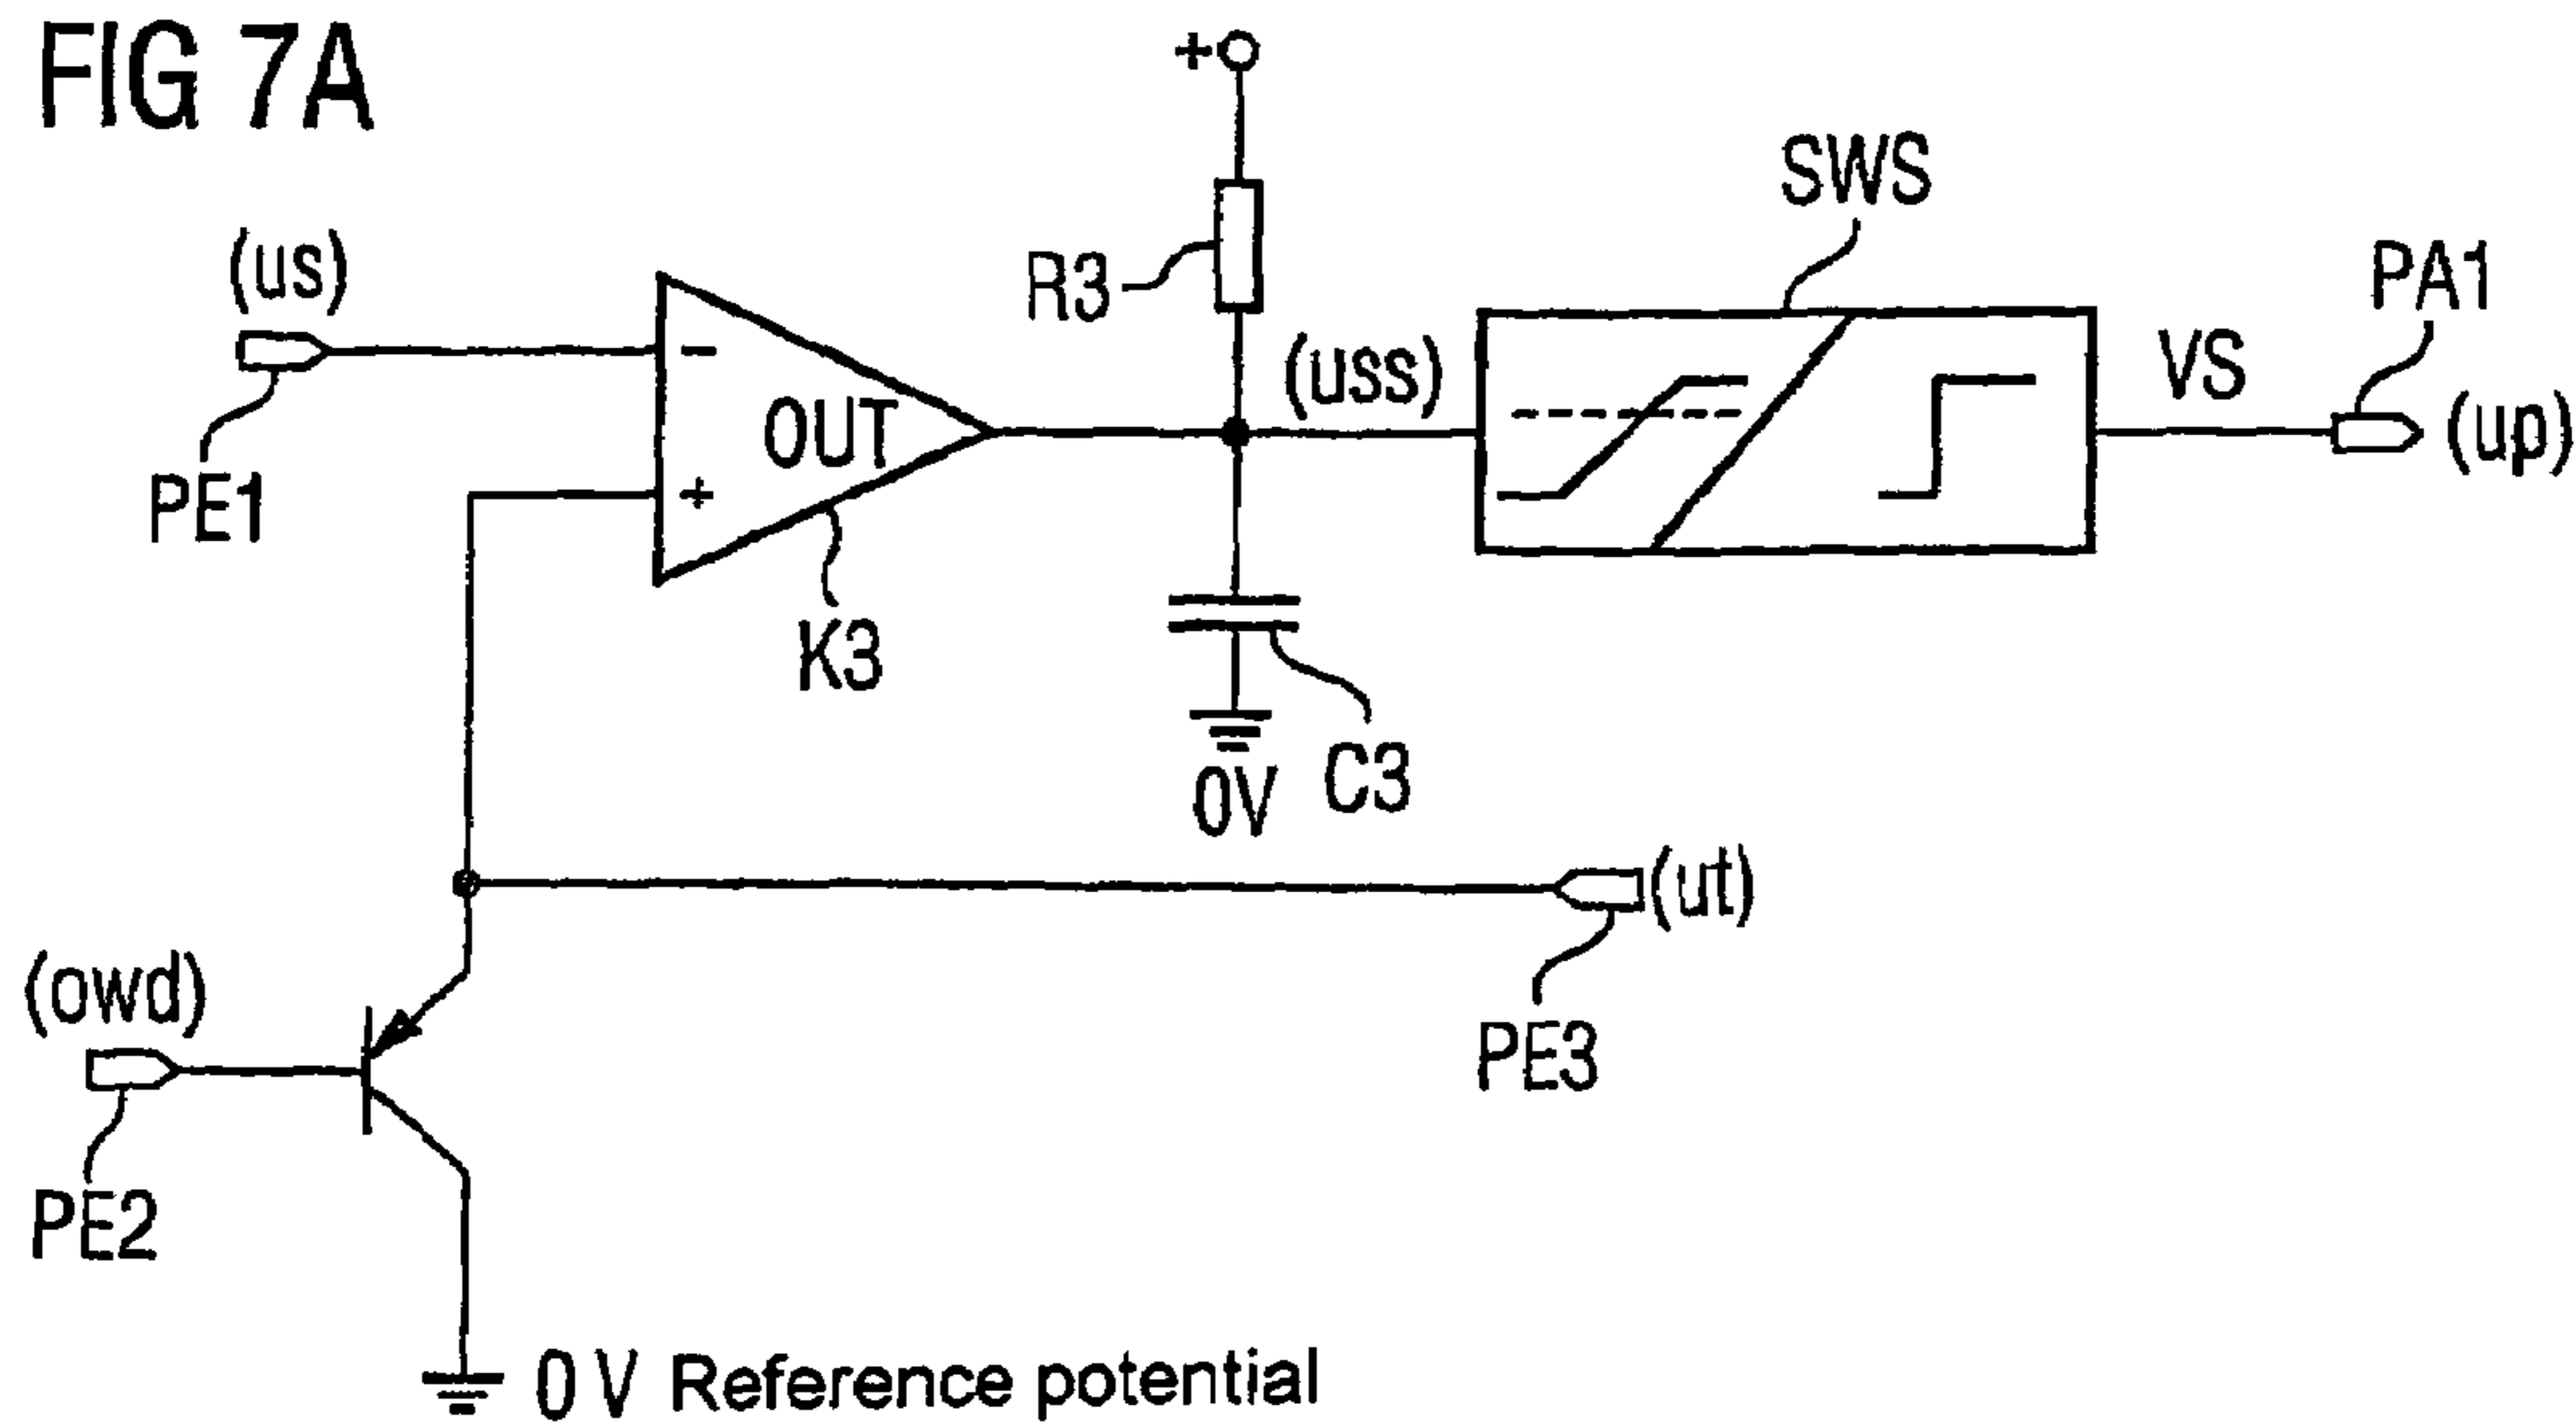 FIG 7A
+
SWS
(us)
R3
PA1
PE1
−
OUT
+
(uss)
VS
(up)
K3
0V
C3
(ut)
(owd)
PE3
PE2
0 V Reference potential